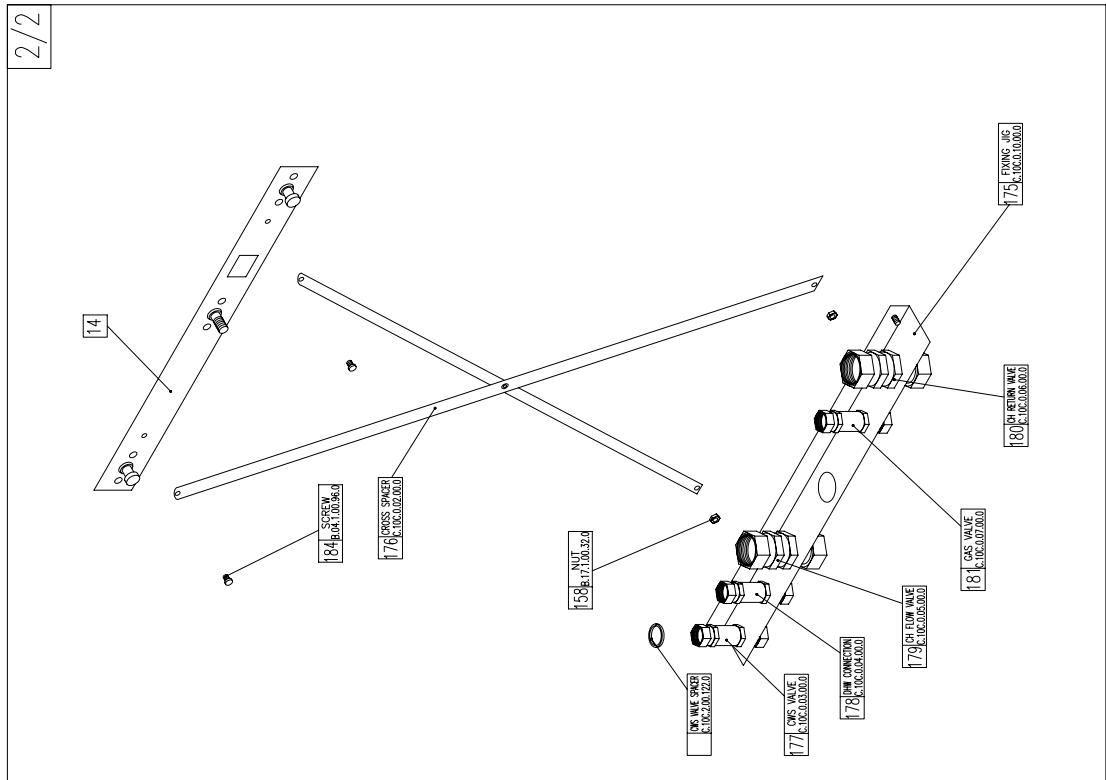 2/2
14
184 SCREW
B.04.1.00.96.0
176 CROSS SPACER
C.10C.0.02.00.0
158 NUT
B.17.1.00.32.0
CWS VALVE SPACER
C.10C.2.00.122.0
177 CWS VALVE
C.10C.0.03.00.0
178 DHW CONNECTION
C.10C.0.04.00.0
179 CH FLOW VALVE
C.10C.0.05.00.0
181 GAS VALVE
C.10C.0.07.00.0
180 CH RETURN VALVE
C.10C.0.06.00.0
175 FIXING JIG
C.10C.0.10.00.0